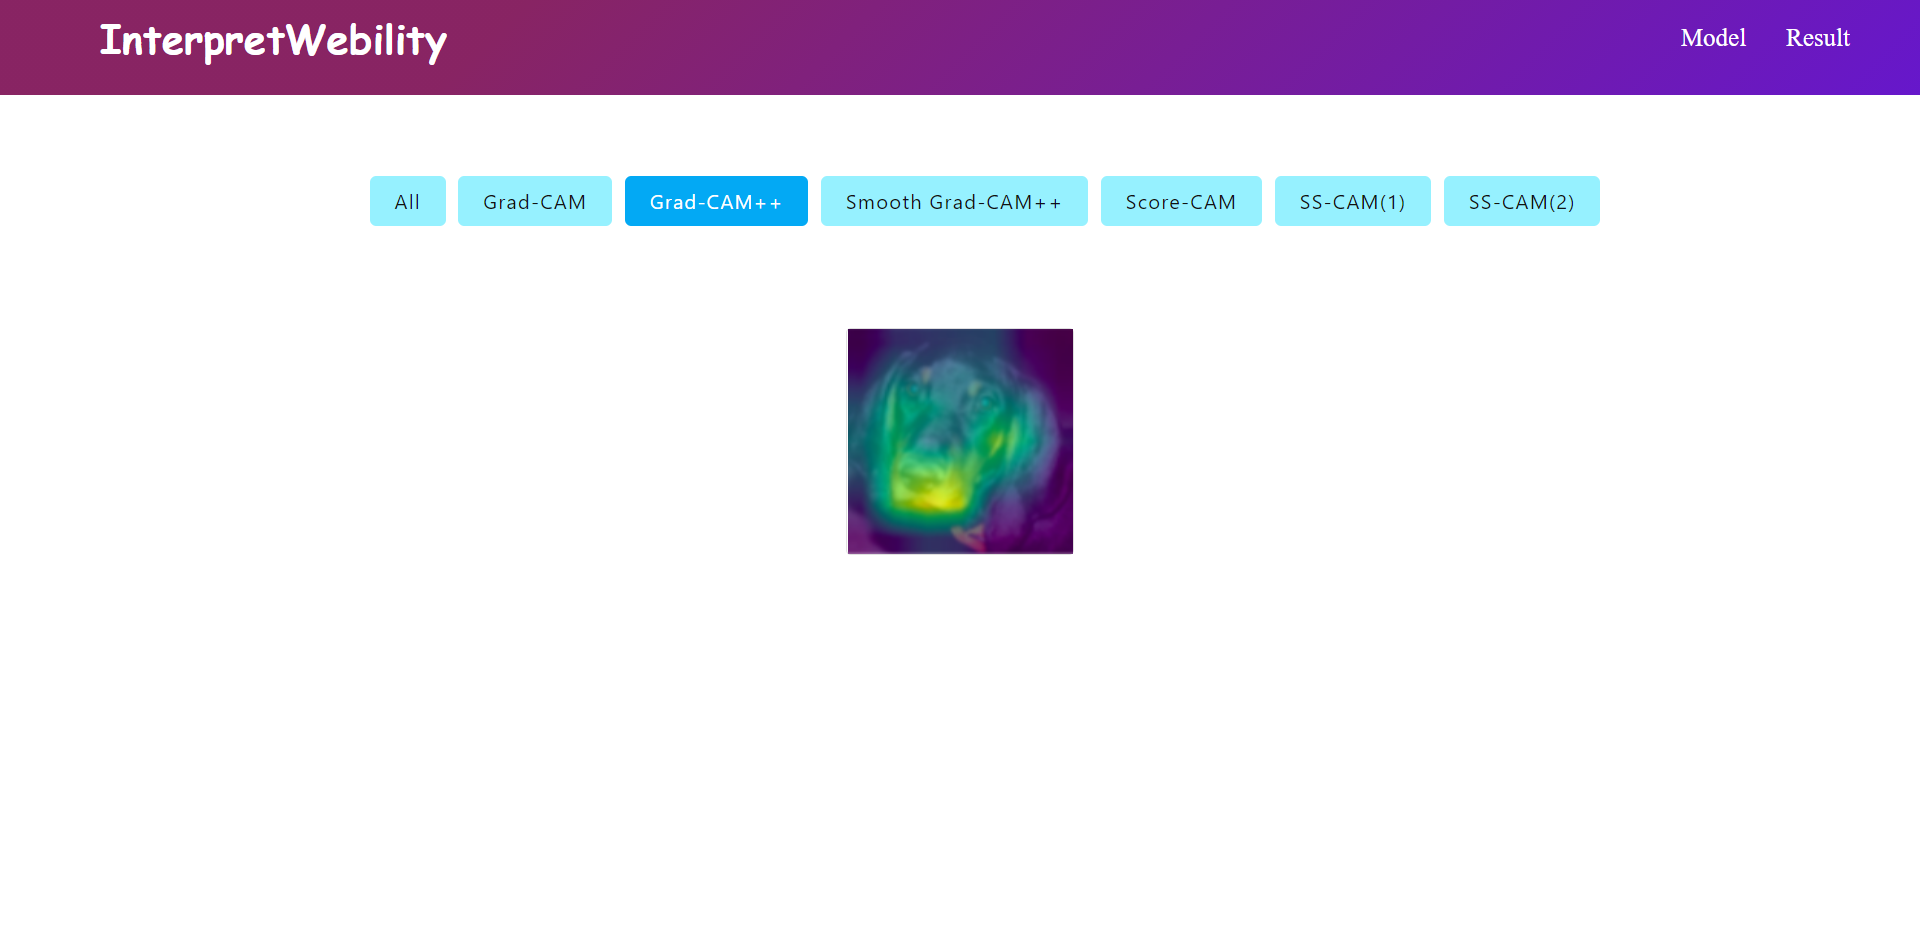 InterpretWebility
Model Result
All Grad-CAM Grad-CAM++ Smooth Grad-CAM++ Score-CAM SS-CAM(1) SS-CAM(2)